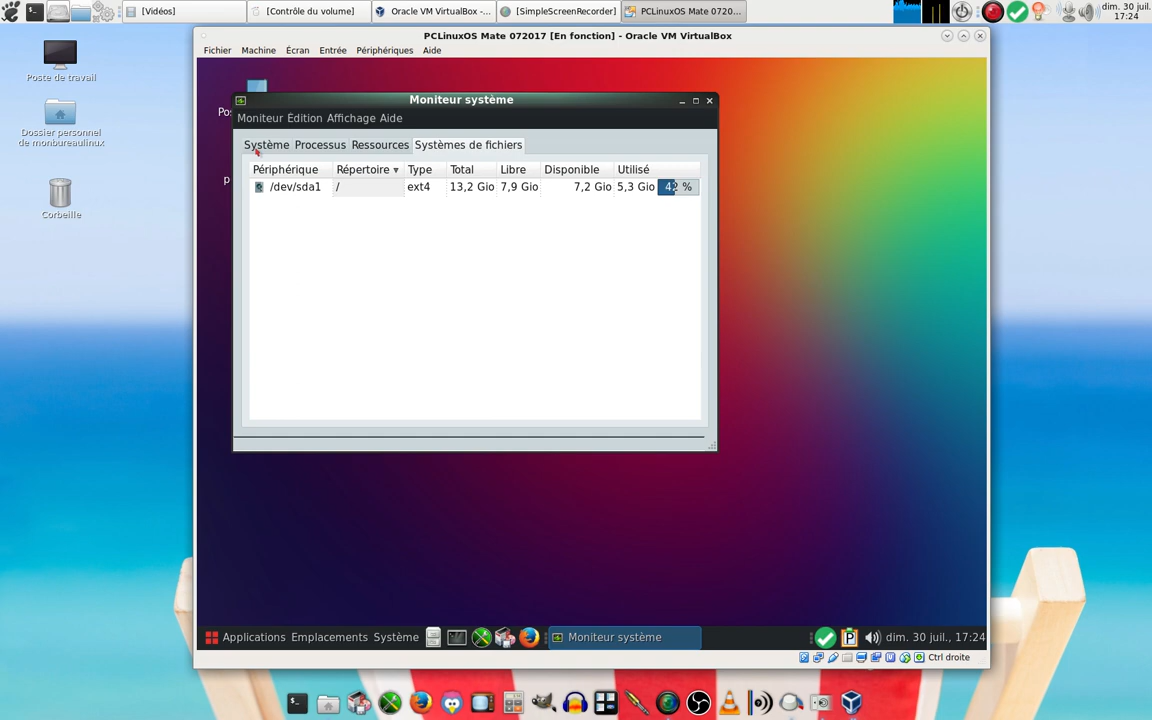 [Vidéos]
[Contrôle du volume]
Oracle VM VirtualBox -...
[SimpleScreenRecorder]
PCLinuxOS Mate 0720...
dim. 30 juil.
17:24
Poste de travail
Dossier personnel
de monbureaulinux
Corbeille
PCLinuxOS Mate 072017 [En fonction] - Oracle VM VirtualBox
Fichier Machine Écran Entrée Périphériques Aide
Moniteur système
Moniteur Édition Affichage Aide
Système Processus Ressources Systèmes de fichiers
Périphérique Répertoire Type Total Libre Disponible Utilisé
/dev/sda1 / ext4 13,2 Gio 7,9 Gio 7,2 Gio 5,3 Gio 42 %
Applications Emplacements Système Moniteur système dim. 30 juil., 17:24
Ctrl droite